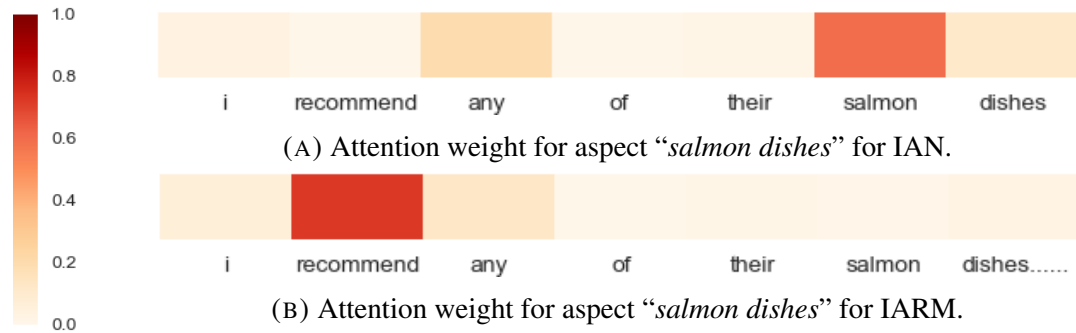 1.0
0.8
0.6
0.4
0.2
0.0
i recommend any of their salmon dishes
(A) Attention weight for aspect “salmon dishes” for IAN.
i recommend any of their salmon dishes......
(B) Attention weight for aspect “salmon dishes” for IARM.